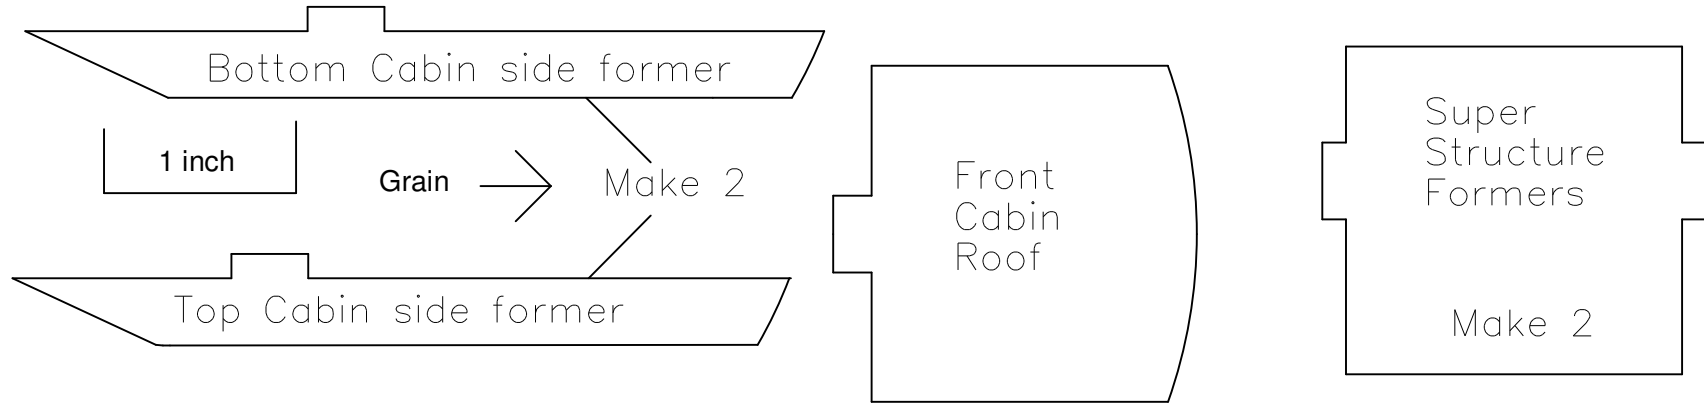 Bottom Cabin side former
1 inch
Grain
Make 2
Top Cabin side former
Front
Cabin
Roof
Super
Structure
Formers
Make 2